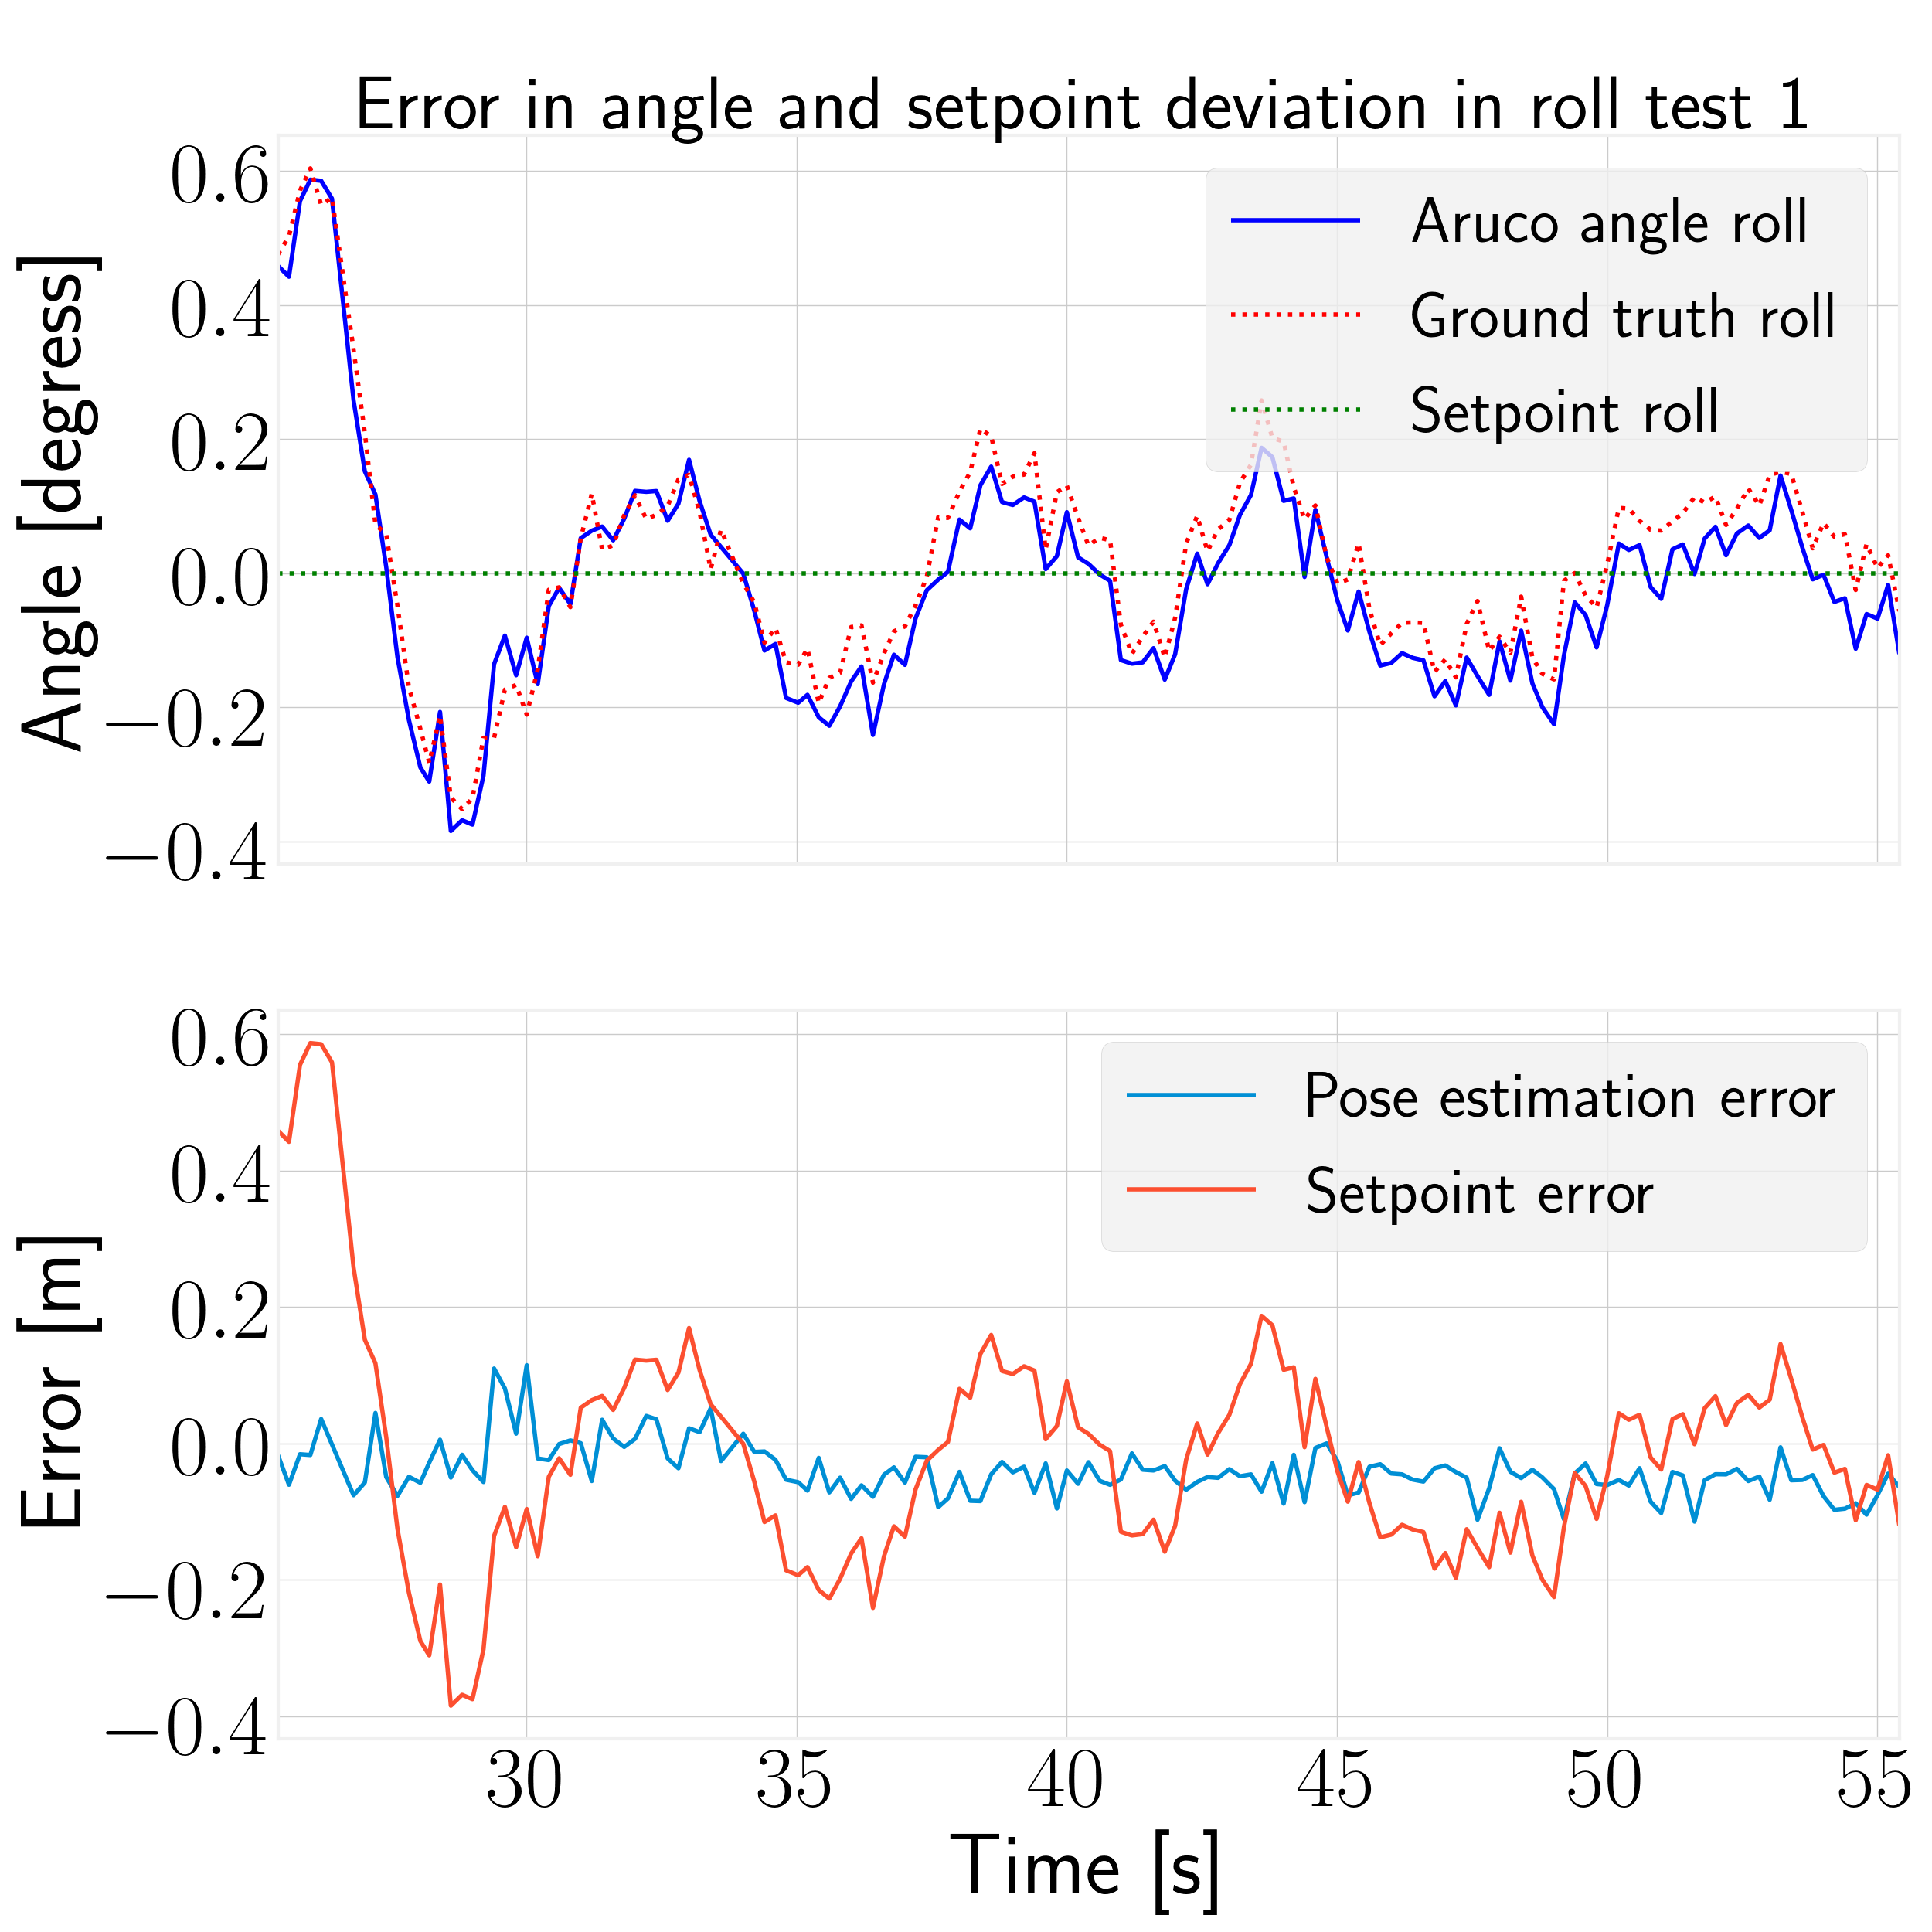 Error in angle and setpoint deviation in roll test 1
Angle [degress]
0.6
0.4
0.2
0.0
−0.2
−0.4
Aruco angle roll
Ground truth roll
Setpoint roll
Error [m]
0.6
0.4
0.2
0.0
−0.2
−0.4
Pose estimation error
Setpoint error
30 35 40 45 50 55
Time [s]